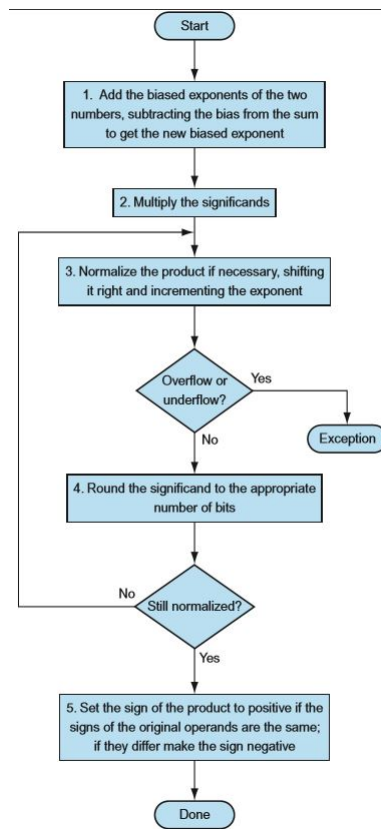 Start
1. Add the biased exponents of the two
numbers, subtracting the bias from the sum
to get the new biased exponent
2. Multiply the significands
3. Normalize the product if necessary, shifting
it right and incrementing the exponent
Overflow or
underflow?
Yes
Exception
No
4. Round the significand to the appropriate
number of bits
No
Still normalized?
Yes
5. Set the sign of the product to positive if the
signs of the original operands are the same;
if they differ make the sign negative
Done